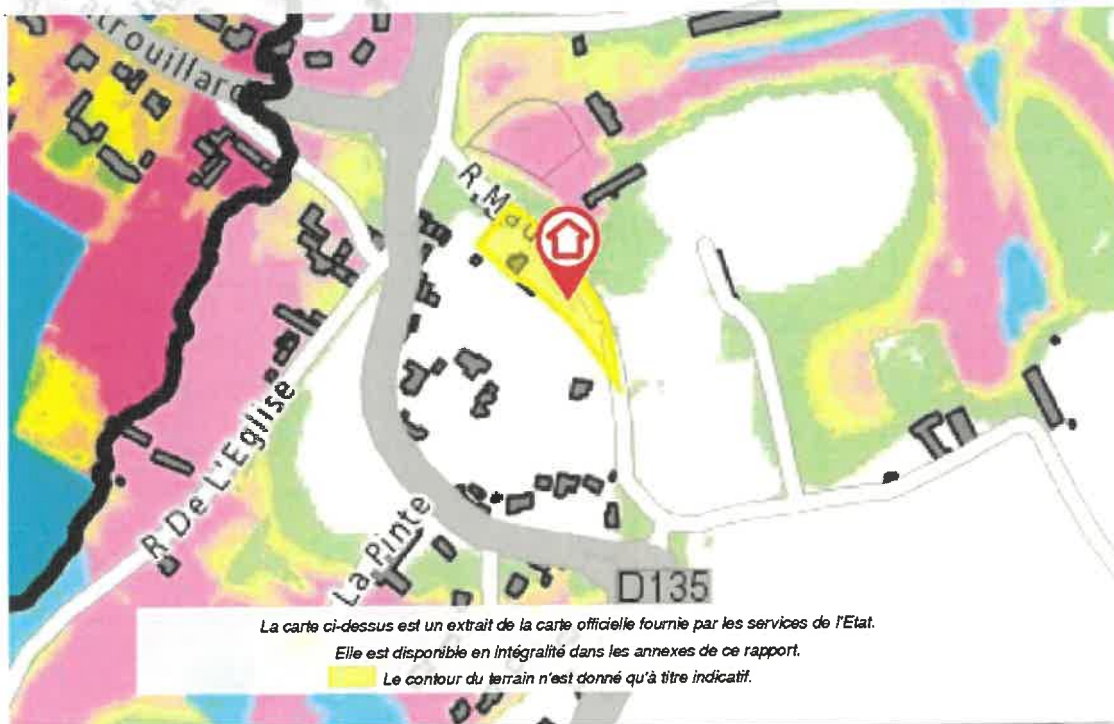 trouillard
R Mau
R De L'Eglise
La Pinte
D135
La carte ci-dessus est un extrait de la carte officielle fournie par les services de l'Etat.
Elle est disponible en intégralité dans les annexes de ce rapport.
Le contour du terrain n'est donné qu'à titre indicatif.